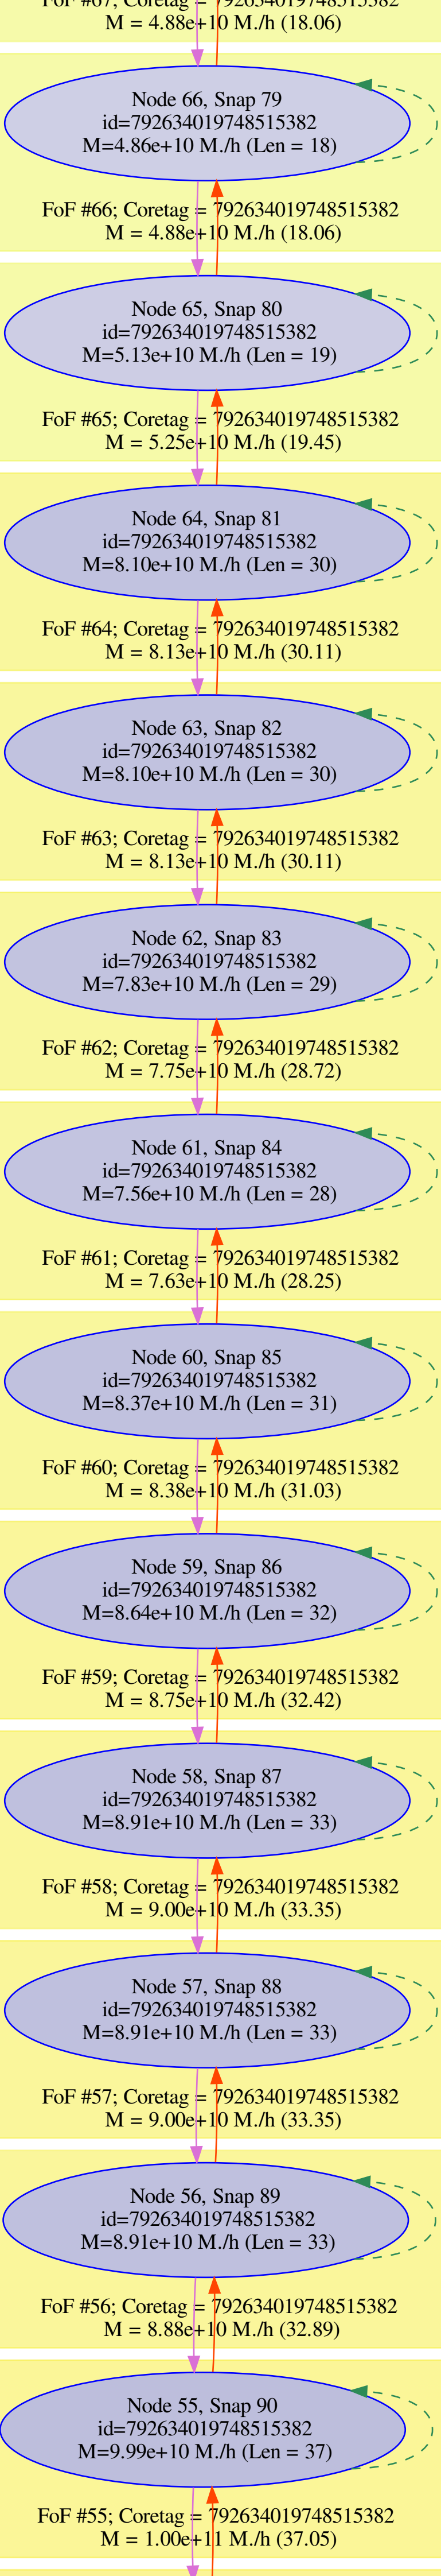 FoF #67; Coretag = 792634019748515382
M = 4.88e+10 M./h (18.06)
Node 66, Snap 79
id=792634019748515382
M=4.86e+10 M./h (Len = 18)
FoF #66; Coretag = 792634019748515382
M = 4.88e+10 M./h (18.06)
Node 65, Snap 80
id=792634019748515382
M=5.13e+10 M./h (Len = 19)
FoF #65; Coretag = 792634019748515382
M = 5.25e+10 M./h (19.45)
Node 64, Snap 81
id=792634019748515382
M=8.10e+10 M./h (Len = 30)
FoF #64; Coretag = 792634019748515382
M = 8.13e+10 M./h (30.11)
Node 63, Snap 82
id=792634019748515382
M=8.10e+10 M./h (Len = 30)
FoF #63; Coretag = 792634019748515382
M = 8.13e+10 M./h (30.11)
Node 62, Snap 83
id=792634019748515382
M=7.83e+10 M./h (Len = 29)
FoF #62; Coretag = 792634019748515382
M = 7.75e+10 M./h (28.72)
Node 61, Snap 84
id=792634019748515382
M=7.56e+10 M./h (Len = 28)
FoF #61; Coretag = 792634019748515382
M = 7.63e+10 M./h (28.25)
Node 60, Snap 85
id=792634019748515382
M=8.37e+10 M./h (Len = 31)
FoF #60; Coretag = 792634019748515382
M = 8.38e+10 M./h (31.03)
Node 59, Snap 86
id=792634019748515382
M=8.64e+10 M./h (Len = 32)
FoF #59; Coretag = 792634019748515382
M = 8.75e+10 M./h (32.42)
Node 58, Snap 87
id=792634019748515382
M=8.91e+10 M./h (Len = 33)
FoF #58; Coretag = 792634019748515382
M = 9.00e+10 M./h (33.35)
Node 57, Snap 88
id=792634019748515382
M=8.91e+10 M./h (Len = 33)
FoF #57; Coretag = 792634019748515382
M = 9.00e+10 M./h (33.35)
Node 56, Snap 89
id=792634019748515382
M=8.91e+10 M./h (Len = 33)
FoF #56; Coretag = 792634019748515382
M = 8.88e+10 M./h (32.89)
Node 55, Snap 90
id=792634019748515382
M=9.99e+10 M./h (Len = 37)
FoF #55; Coretag = 792634019748515382
M = 1.00e+11 M./h (37.05)